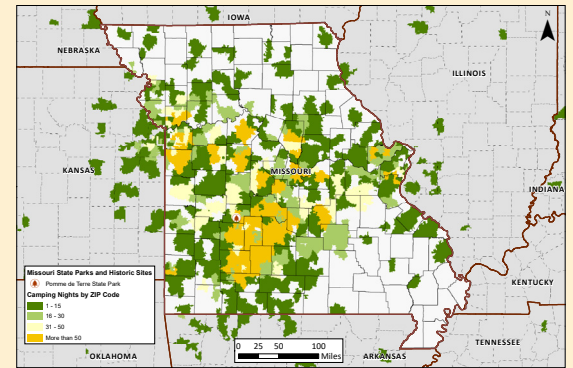 IOWA
N
NEBRASKA
ILLINOIS
KANSAS
MISSOURI
INDIANA
Missouri State Parks and Historic Sites
Pomme de Terre State Park
Camping Nights by ZIP Code
1 - 15
16 - 30
31 - 50
More than 50
KENTUCKY
0 25 50 100
Miles
TENNESSEE
OKLAHOMA
ARKANSAS